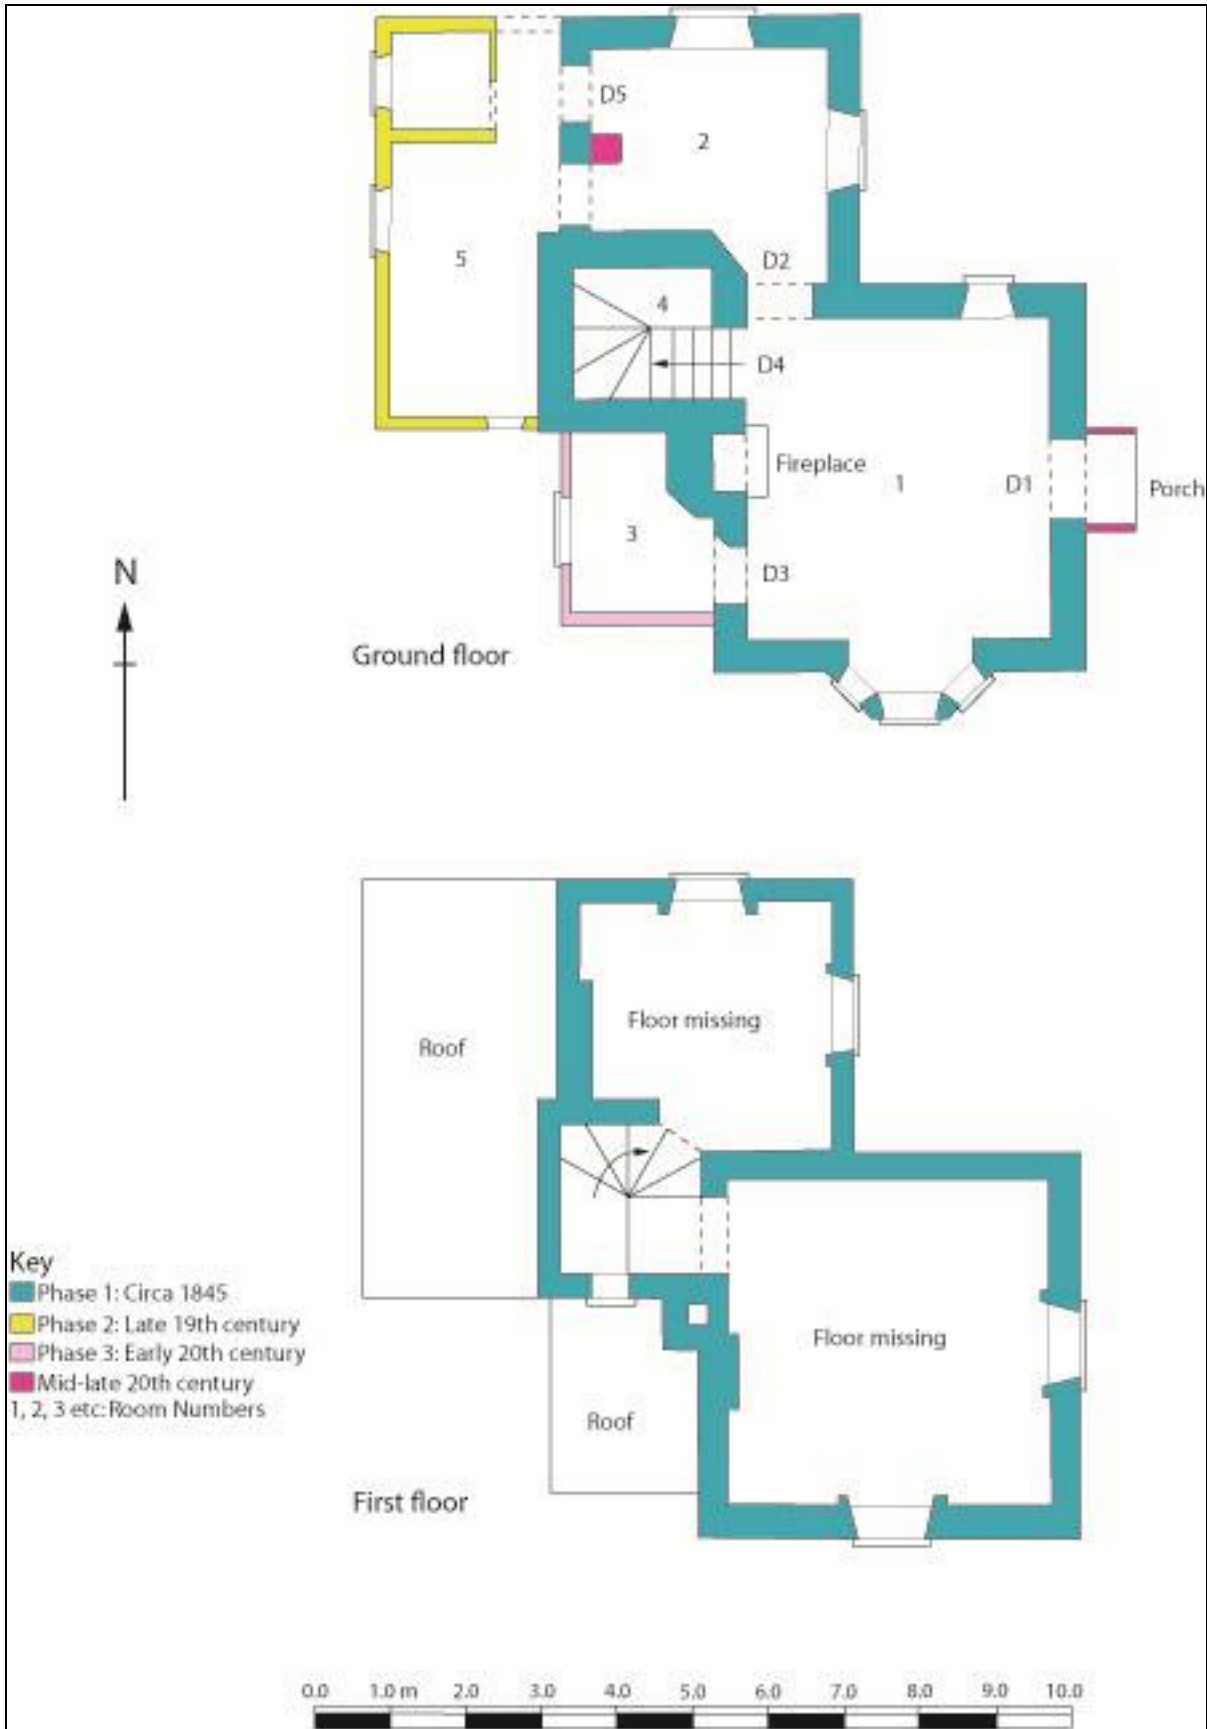 D5
2
D2
5
4
D4
Fireplace
1
D1
Porch
3
N
D3
Ground floor
Floor missing
Roof
Key
Phase 1: Circa 1845
Phase 2: Late 19th century
Phase 3: Early 20th century
Mid-late 20th century
1, 2, 3 etc: Room Numbers
Floor missing
Roof
First floor
0.0 1.0 m 2.0 3.0 4.0 5.0 6.0 7.0 8.0 9.0 10.0